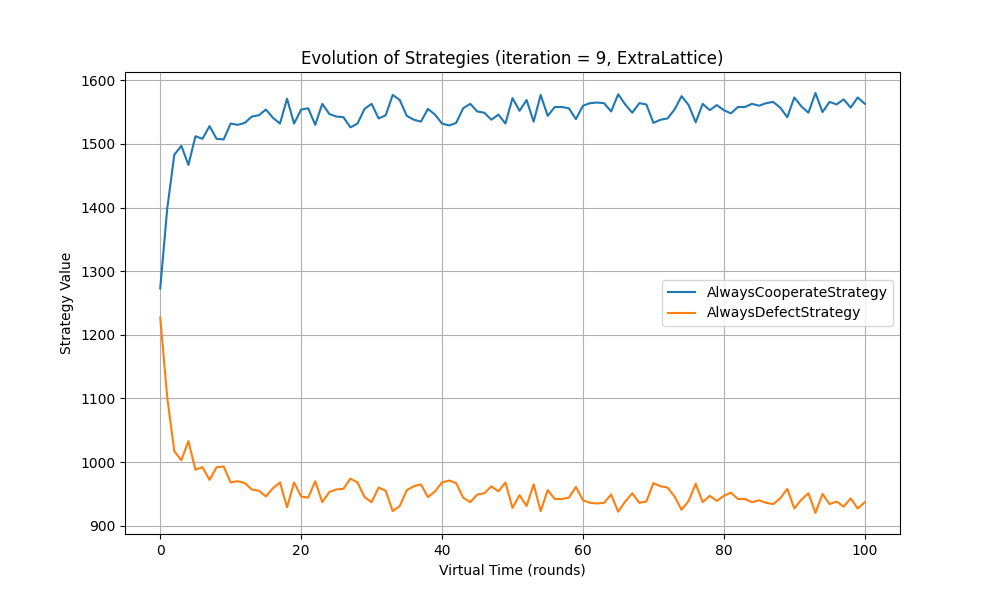 Evolution of Strategies (iteration = 9, ExtraLattice)
Strategy Value
1600
1500
1400
1300
1200
1100
1000
900
AlwaysCooperateStrategy
AlwaysDefectStrategy
0 20 40 60 80 100
Virtual Time (rounds)